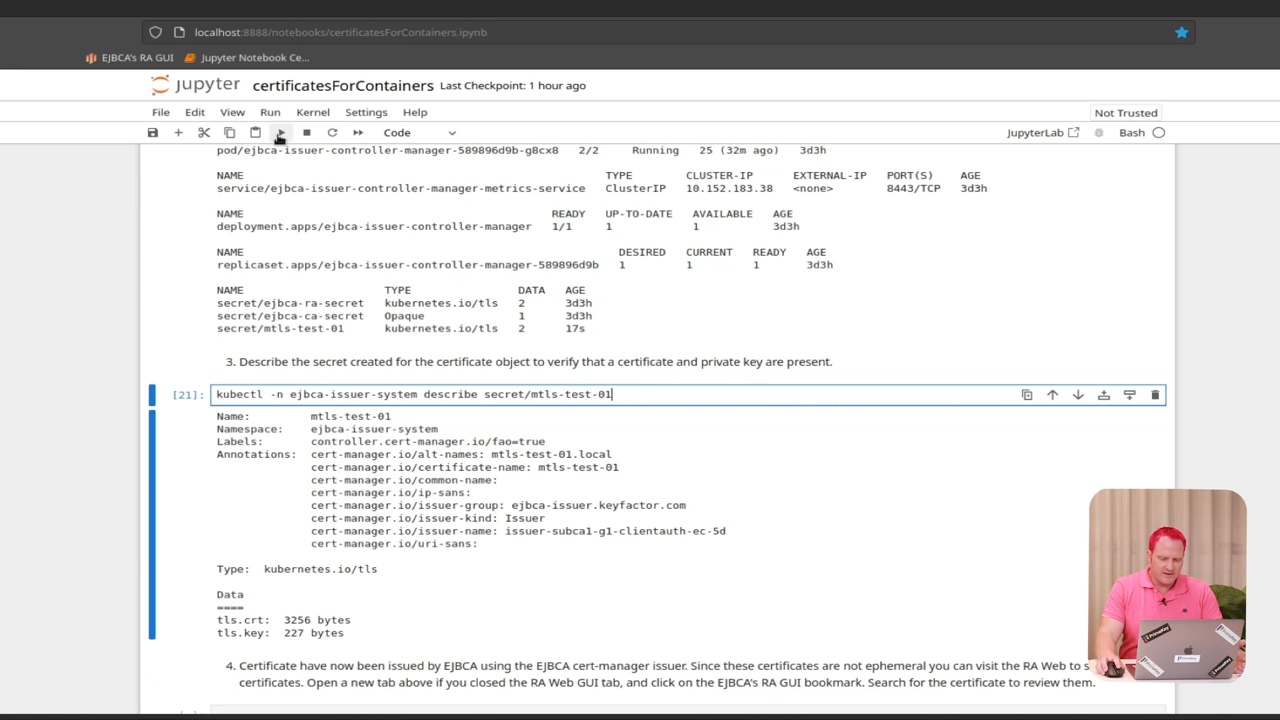 localhost:8888/notebooks/certificatesForContainers.ipynb
EJBCA's RA GUI Jupyter Notebook Ce...
jupyter certificatesForContainers Last Checkpoint: 1 hour ago
File Edit View Run Kernel Settings Help Not Trusted
Code JupyterLab Bash
pod/ejbca-issuer-controller-manager-589896d9b-g8cx8 2/2 Running 25 (32m ago) 3d3h
NAME TYPE CLUSTER-IP EXTERNAL-IP PORT(S) AGE
service/ejbca-issuer-controller-manager-metrics-service ClusterIP 10.152.183.38 <none> 8443/TCP 3d3h
NAME READY UP-TO-DATE AVAILABLE AGE
deployment.apps/ejbca-issuer-controller-manager 1/1 1 1 3d3h
NAME DESIRED CURRENT READY AGE
replicaset.apps/ejbca-issuer-controller-manager-589896d9b 1 1 1 3d3h
NAME TYPE DATA AGE
secret/ejbca-ra-secret kubernetes.io/tls 2 3d3h
secret/ejbca-ca-secret Opaque 1 3d3h
secret/mtls-test-01 kubernetes.io/tls 2 17s
3. Describe the secret created for the certificate object to verify that a certificate and private key are present.
[21]: kubectl -n ejbca-issuer-system describe secret/mtls-test-01
Name: mtls-test-01
Namespace: ejbca-issuer-system
Labels: controller.cert-manager.io/fao=true
Annotations: cert-manager.io/alt-names: mtls-test-01.local
cert-manager.io/certificate-name: mtls-test-01
cert-manager.io/common-name:
cert-manager.io/ip-sans:
cert-manager.io/issuer-group: ejbca-issuer.keyfactor.com
cert-manager.io/issuer-kind: Issuer
cert-manager.io/issuer-name: issuer-subca1-g1-clientauth-ec-5d
cert-manager.io/uri-sans:
Type: kubernetes.io/tls
Data
====
tls.crt: 3256 bytes
tls.key: 227 bytes
4. Certificate have now been issued by EJBCA using the EJBCA cert-manager issuer. Since these certificates are not ephemeral you can visit the RA Web to s
certificates. Open a new tab above if you closed the RA Web GUI tab, and click on the EJBCA's RA GUI bookmark. Search for the certificate to review them.